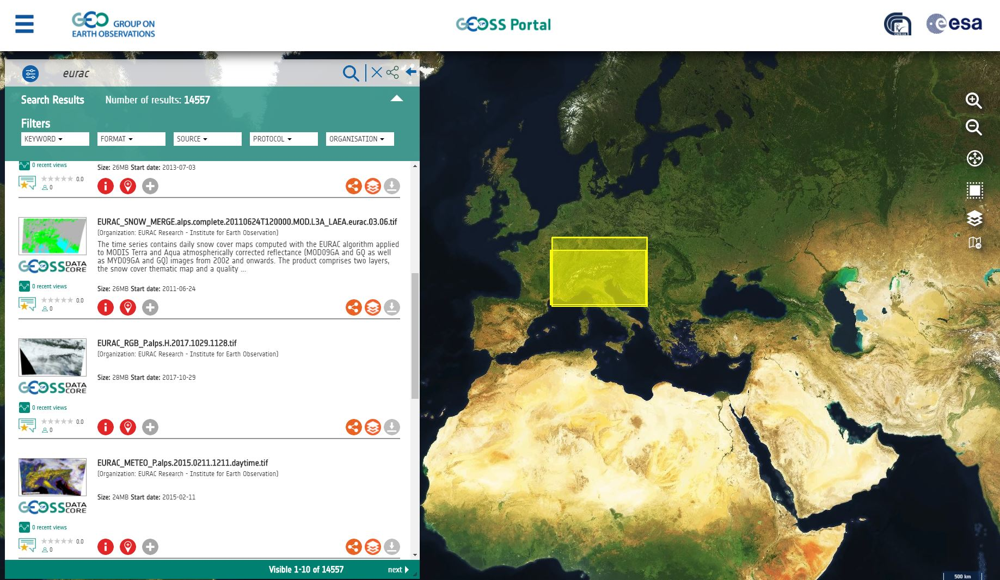 GEO GROUP ON
EARTH OBSERVATIONS
GEOSS Portal
CNR-IIA
esa
eurac
Search Results Number of results: 14557
Filters
KEYWORD FORMAT SOURCE PROTOCOL ORGANISATION
0 recent views
Size: 26MB Start date: 2013-07-03
0.0
0
EURAC_SNOW_MERGE.alps.complete.20110624T120000.MOD.L3A_LAEA.eurac.03.06.tif
(Organization: EURAC Research - Institute for Earth Observation)
The time series contains daily snow cover maps computed with the EURAC algorithm applied
to MODIS Terra and Aqua atmospherically corrected reflectance (MOD09GA and GQ as well
as MYD09GA and GQ) images from 2002 and onwards. The product comprises two layers,
the snow cover thematic map and a quality ...
GEOSS DATA
CORE
0 recent views
Size: 26MB Start date: 2011-06-24
0.0
0
EURAC_RGB_P.alps.H.2017.1029.1128.tif
(Organization: EURAC Research - Institute for Earth Observation)
Size: 28MB Start date: 2017-10-29
GEOSS DATA
CORE
0 recent views
0.0
0
EURAC_METEO_P.alps.2015.0211.1211.daytime.tif
(Organization: EURAC Research - Institute for Earth Observation)
Size: 24MB Start date: 2015-02-11
GEOSS DATA
CORE
0 recent views
0.0
0
Visible 1-10 of 14557 next
500 km